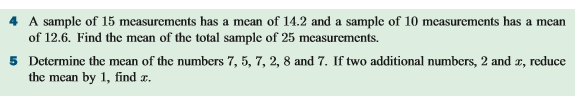 4 A sample of 15 measurements has a mean of 14.2 and a sample of 10 measurements has a mean
of 12.6. Find the mean of the total sample of 25 measurements.
5 Determine the mean of the numbers 7, 5, 7, 2, 8 and 7. If two additional numbers, 2 and x, reduce
the mean by 1, find x.